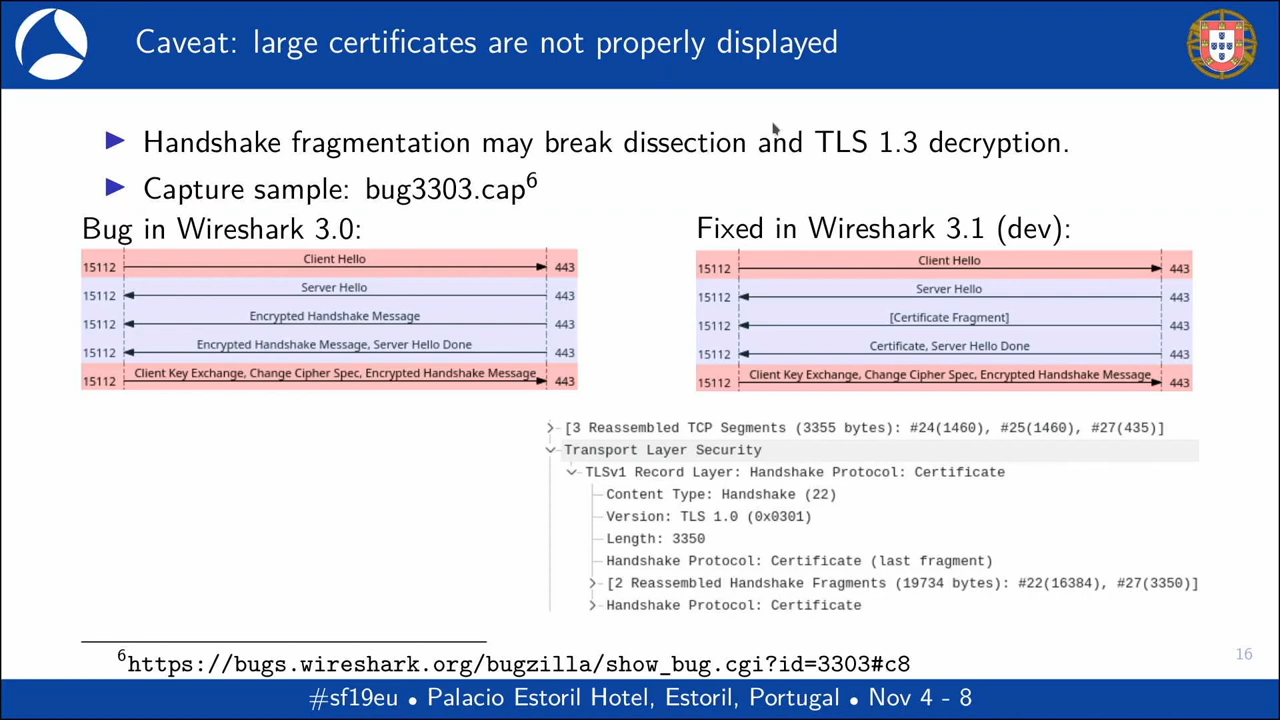 Caveat: large certificates are not properly displayed
Handshake fragmentation may break dissection and TLS 1.3 decryption.
Capture sample: bug3303.cap6
Bug in Wireshark 3.0:
15112 Client Hello 443
15112 Server Hello 443
15112 Encrypted Handshake Message 443
15112 Encrypted Handshake Message, Server Hello Done 443
15112 Client Key Exchange, Change Cipher Spec, Encrypted Handshake Message 443
Fixed in Wireshark 3.1 (dev):
15112 Client Hello 443
15112 Server Hello 443
15112 [Certificate Fragment] 443
15112 Certificate, Server Hello Done 443
15112 Client Key Exchange, Change Cipher Spec, Encrypted Handshake Message 443
[3 Reassembled TCP Segments (3355 bytes): #24(1460), #25(1460), #27(435)]
Transport Layer Security
TLSv1 Record Layer: Handshake Protocol: Certificate
Content Type: Handshake (22)
Version: TLS 1.0 (0x0301)
Length: 3350
Handshake Protocol: Certificate (last fragment)
[2 Reassembled Handshake Fragments (19734 bytes): #22(16384), #27(3350)]
Handshake Protocol: Certificate
6https://bugs.wireshark.org/bugzilla/show_bug.cgi?id=3303#c8
16
#sf19eu • Palacio Estoril Hotel, Estoril, Portugal • Nov 4 - 8